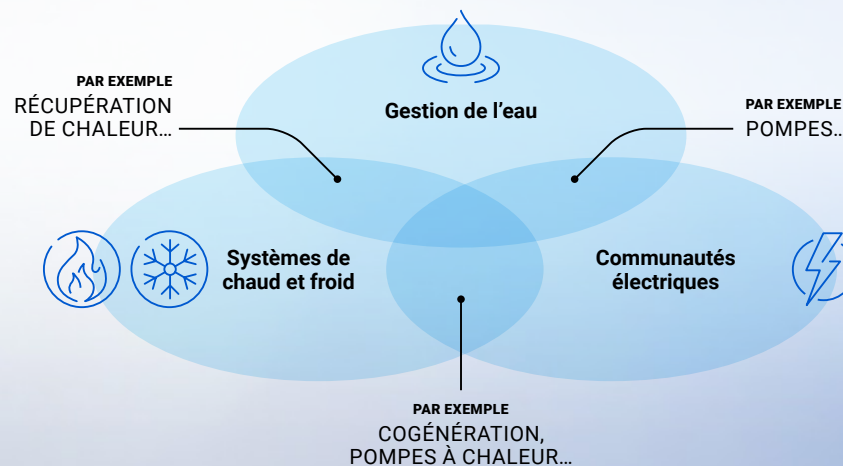 Gestion de l’eau
PAR EXEMPLE
RÉCUPÉRATION
DE CHALEUR…
PAR EXEMPLE
POMPES…
Systèmes de
chaud et froid
Communautés
électriques
PAR EXEMPLE
COGÉNÉRATION,
POMPES À CHALEUR…